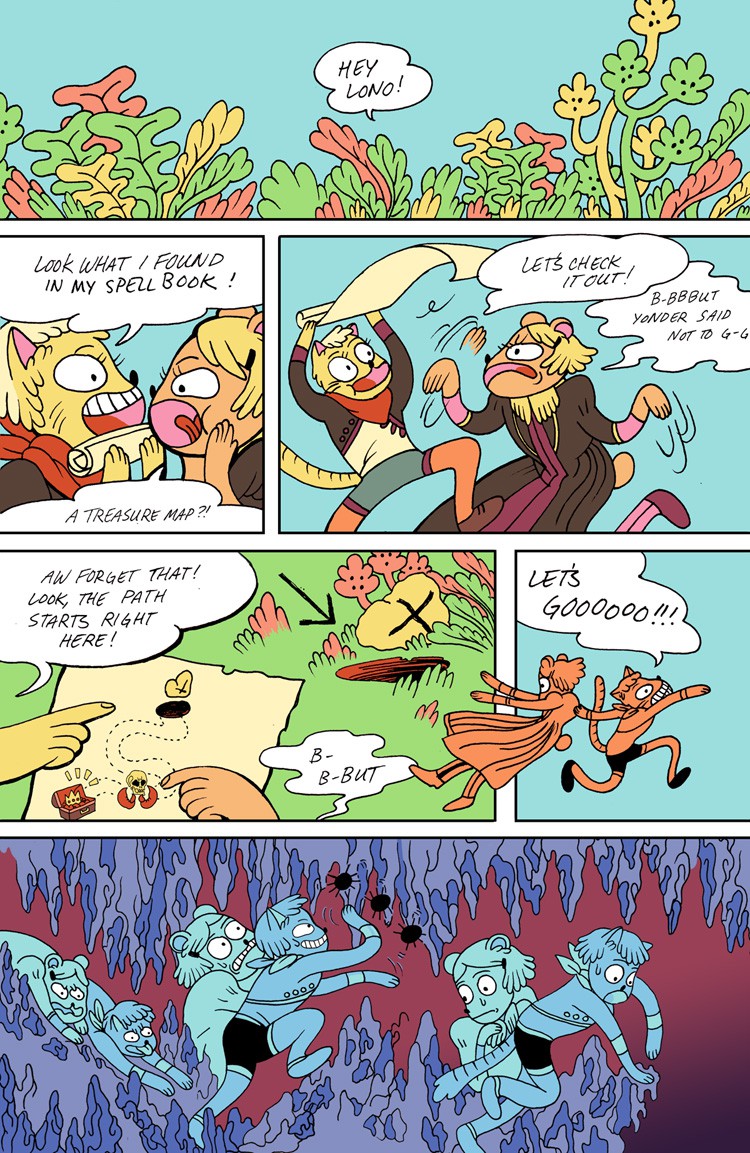 HEY
LONO!
LOOK WHAT I FOUND
IN MY SPELL BOOK!
A TREASURE MAP?!
LET'S CHECK
IT OUT!
B-BBBUT
YONDER SAID
NOT TO G-G
AW FORGET THAT!
LOOK, THE PATH
STARTS RIGHT
HERE!
X
B-
B-BUT
LET'S
GOOOOOO!!!